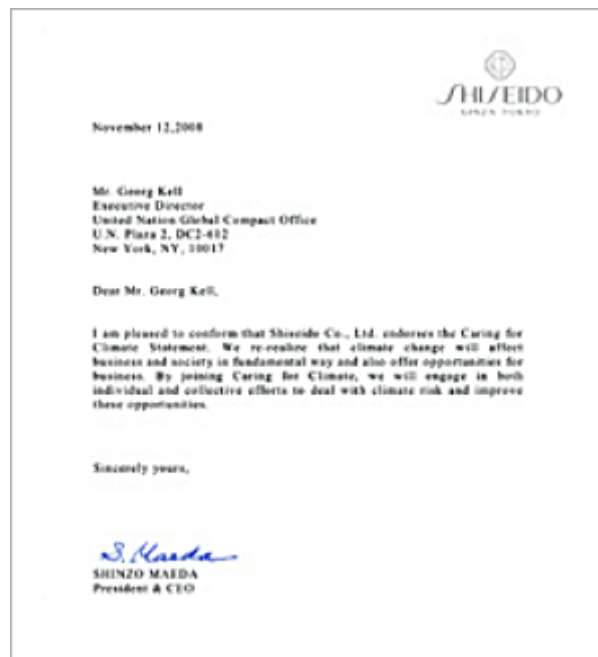 SHISEIDO
GINZA TOKYO
November 12,2008
Mr. Georg Kell
Executive Director
United Nation Global Compact Office
U.N. Plaza 2, DC2-612
New York, NY, 10017
Dear Mr. Georg Kell,
I am pleased to conform that Shiseido Co., Ltd. endorses the Caring for
Climate Statement. We re-realize that climate change will affect
business and society in fundamental way and also offer opportunities for
business. By joining Caring for Climate, we will engage in both
individual and collective efforts to deal with climate risk and improve
these opportunities.
Sincerely yours,
S. Maeda
SHINZO MAEDA
President & CEO